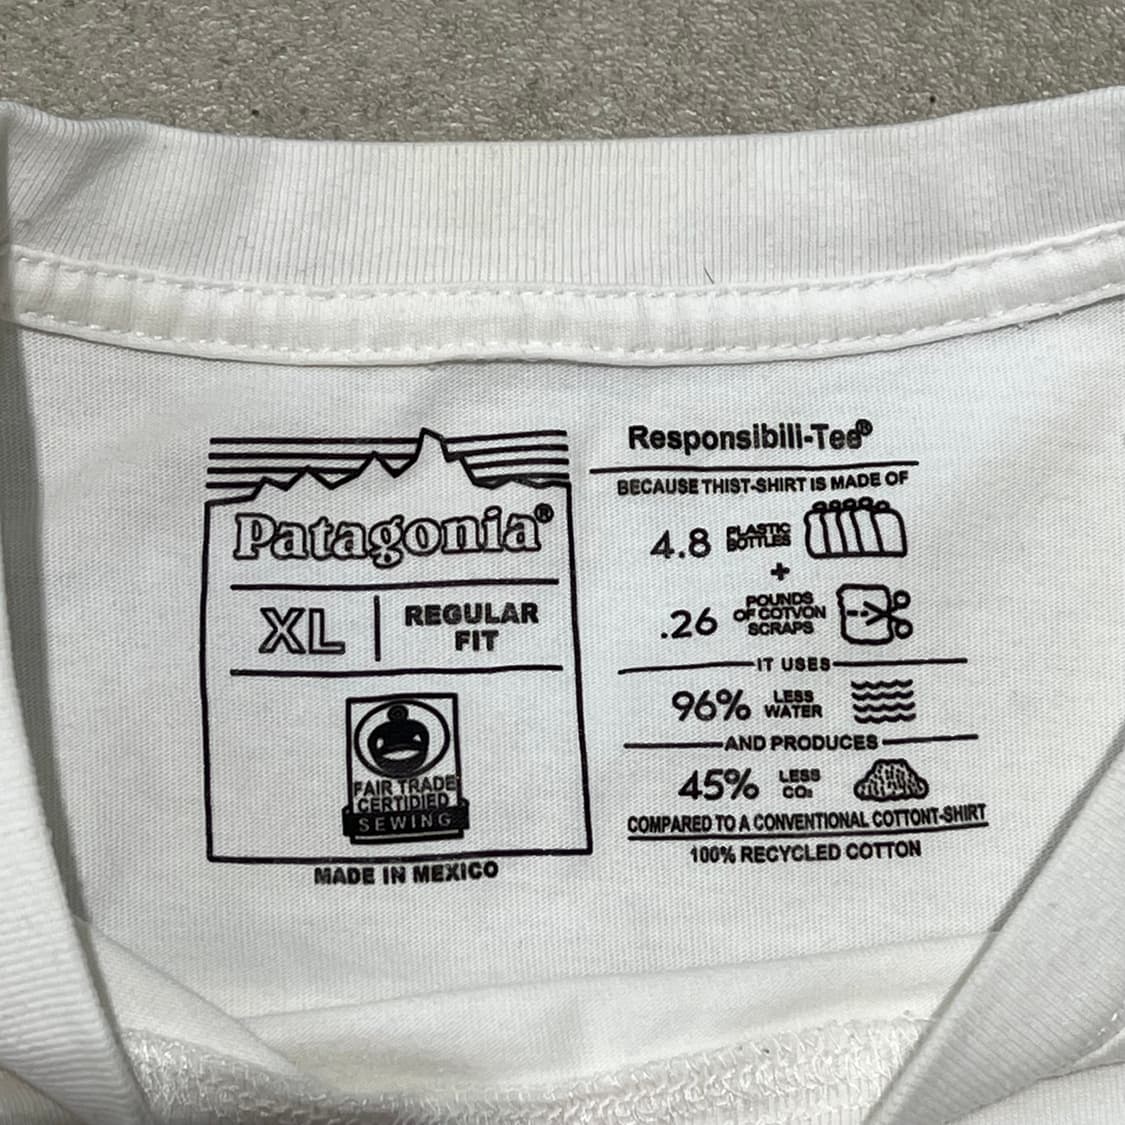 Patagonia®
XL
REGULAR
FIT
FAIR TRADE
CERTIDIED
SEWING
MADE IN MEXICO
Responsibili-Tee®
BECAUSE THIST-SHIRT IS MADE OF
4.8 PLASTIC
BOTTLES
+
.26 POUNDS
OF COTVON
SCRAPS
IT USES
96% LESS
WATER
AND PRODUCES
45% LESS
CO₂
COMPARED TO A CONVENTIONAL COTTONT-SHIRT
100% RECYCLED COTTON